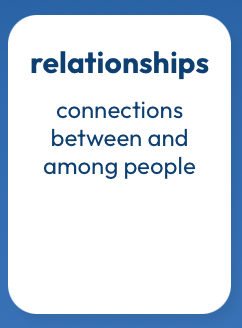 relationships
connections
between and
among people